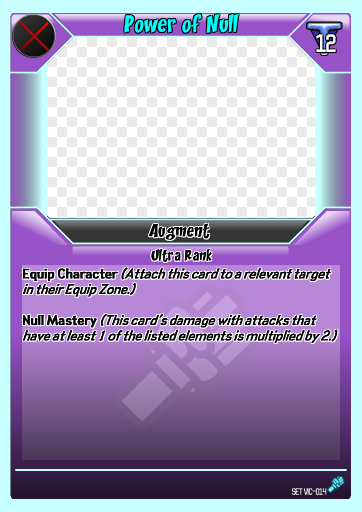 Power of Null
12
Augment
Ultra Rank
Equip Character (Attach this card to a relevant target
in their Equip Zone.)
Null Mastery (This card's damage with attacks that
have at least 1 of the listed elements is multiplied by 2.)
SET VIC-014